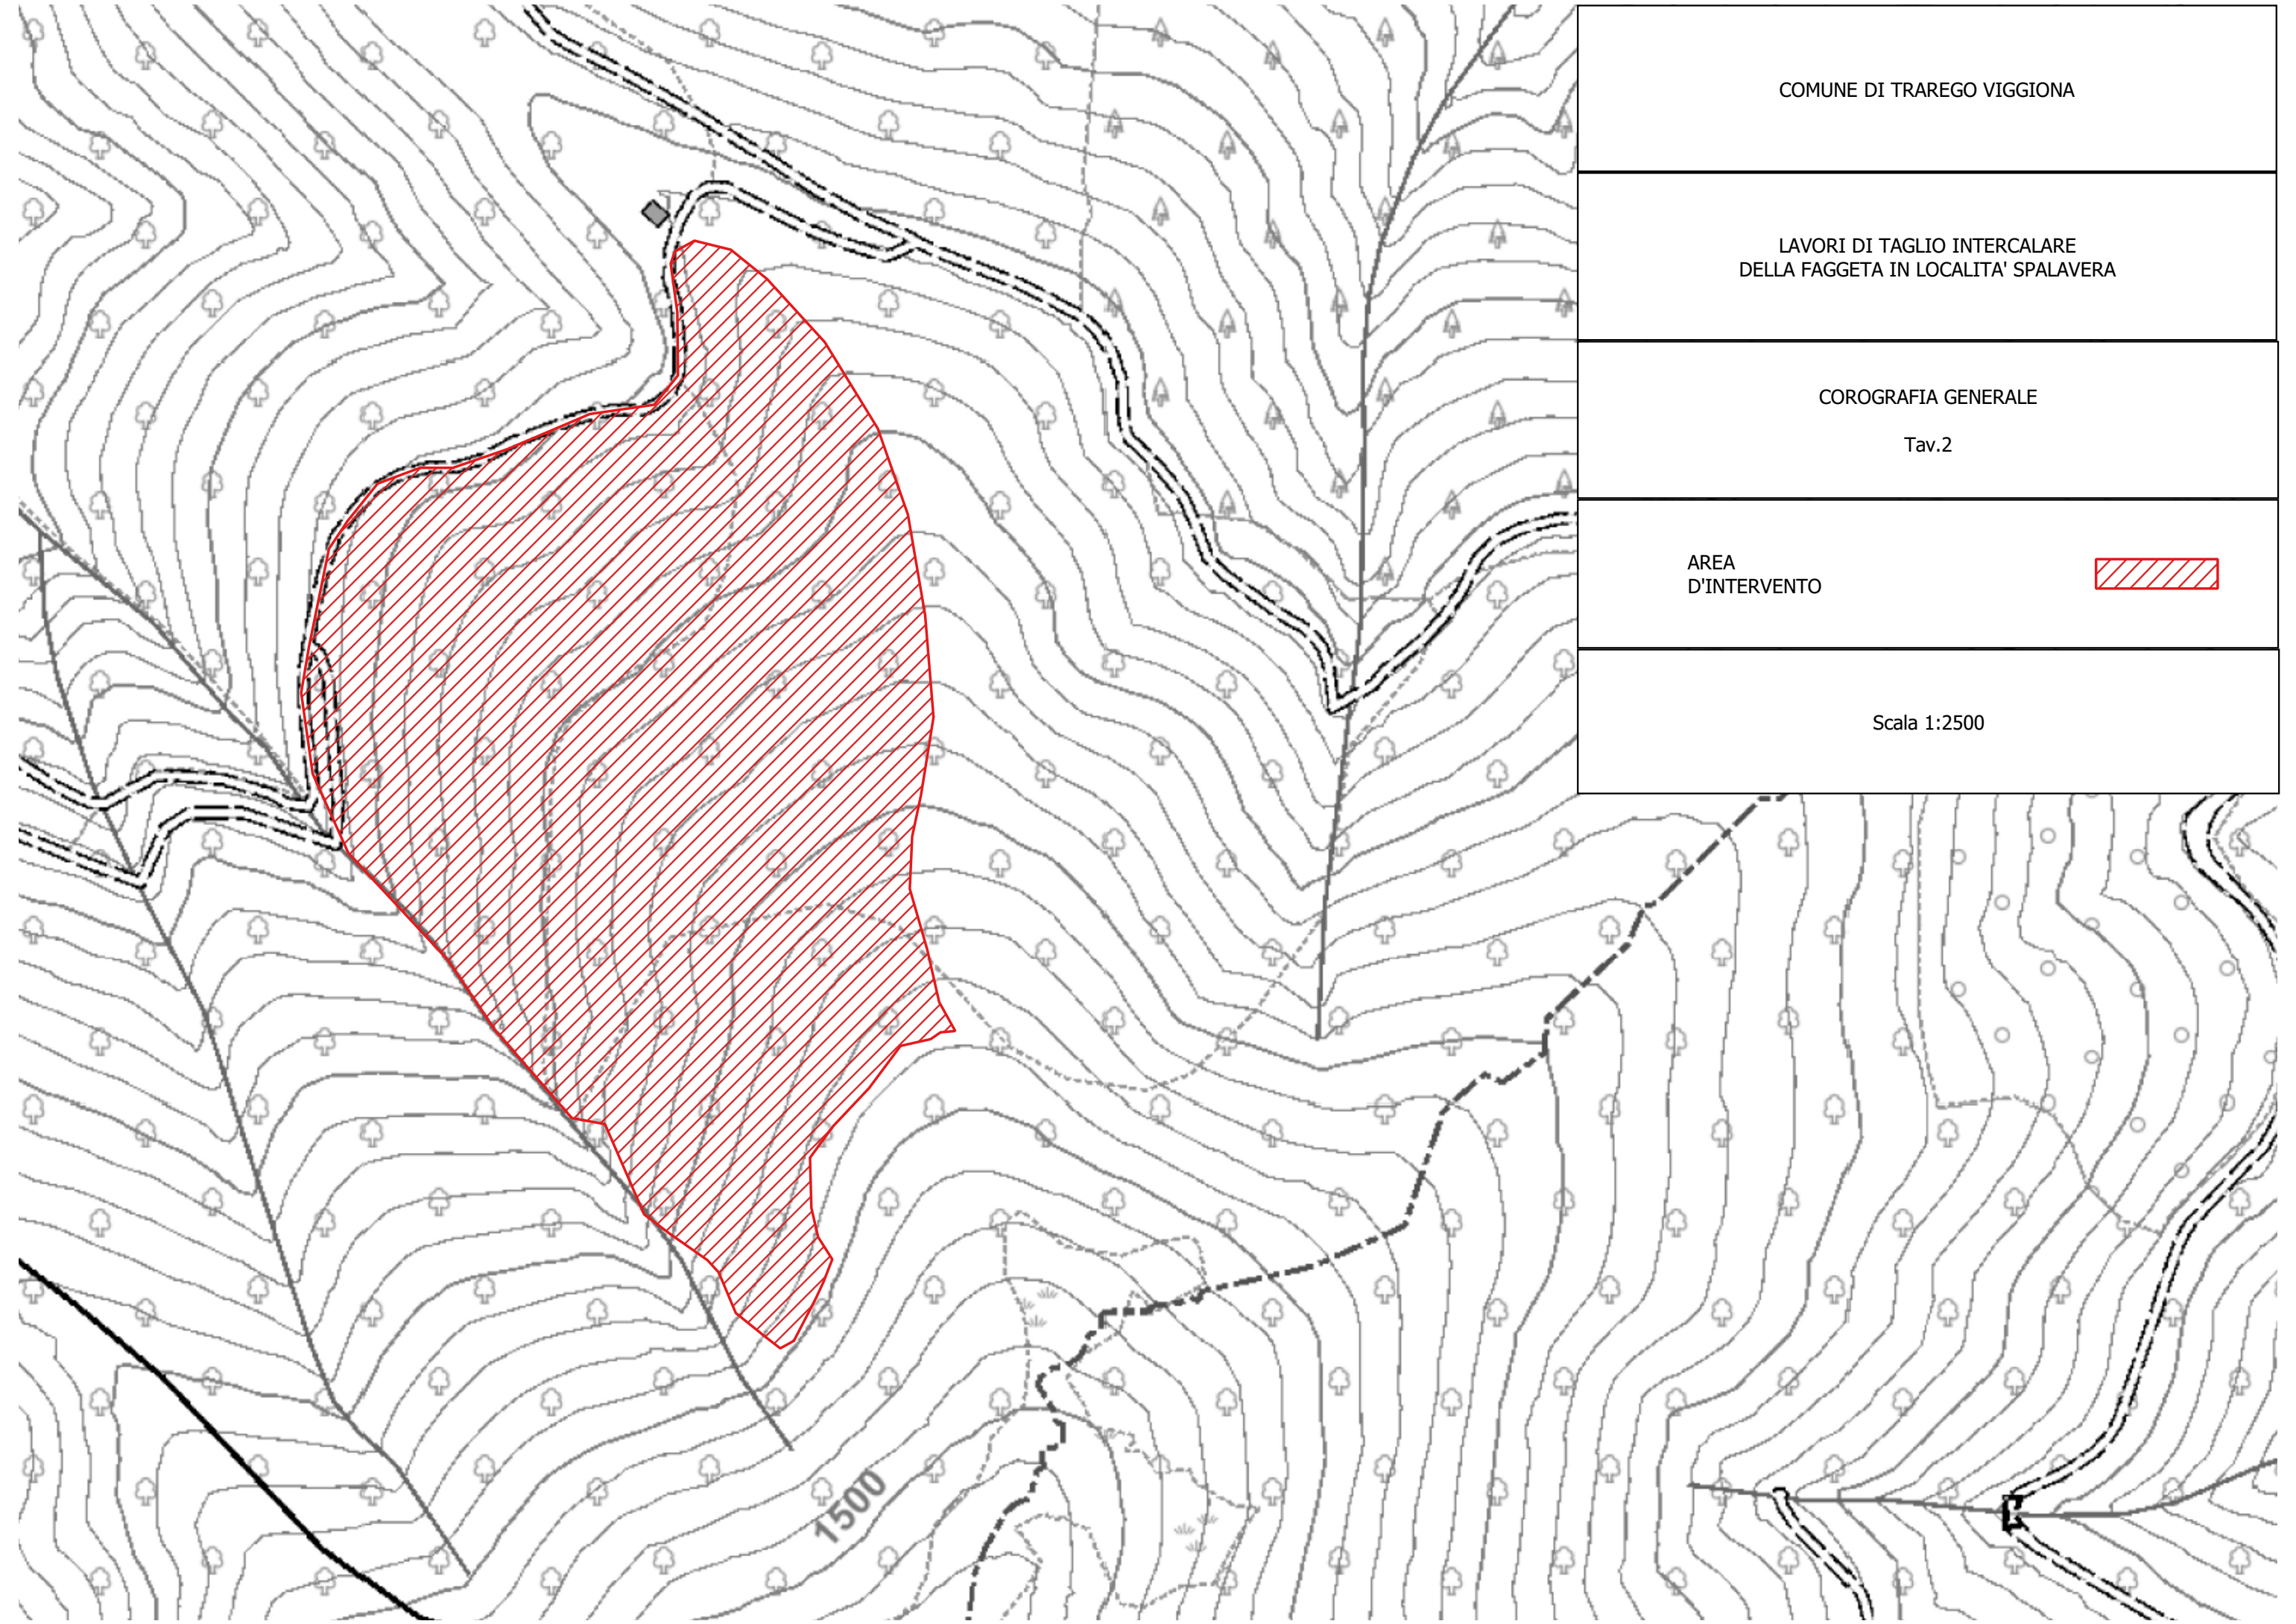 COMUNE DI TRAREGO VIGGIONA
LAVORI DI TAGLIO INTERCALARE
DELLA FAGGETA IN LOCALITA' SPALAVERA
COROGRAFIA GENERALE
Tav.2
AREA
D'INTERVENTO
Scala 1:2500
1500